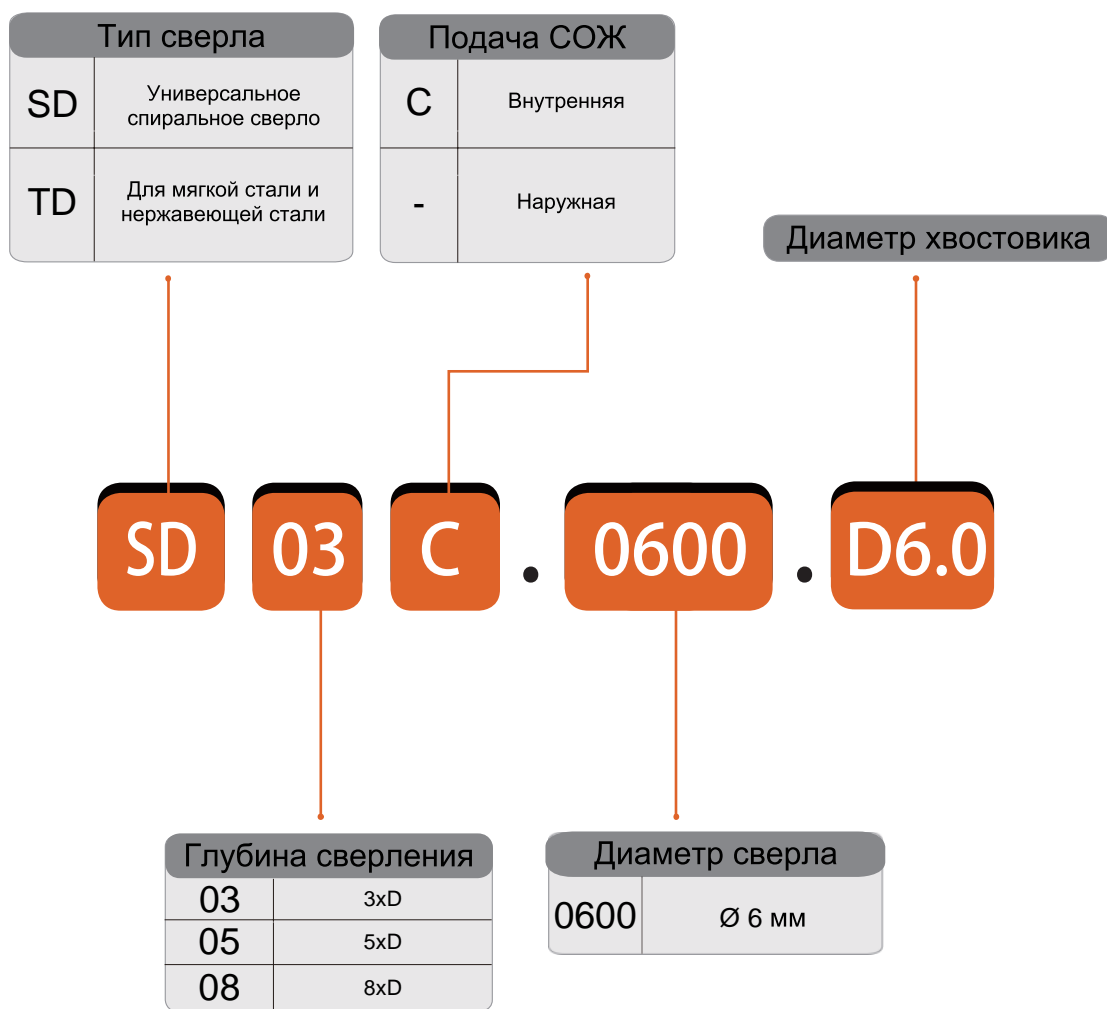 Тип сверла
SD
Универсальное
спиральное сверло
TD
Для мягкой стали и
нержавеющей стали
Подача СОЖ
C
Внутренняя
-
Наружная
Диаметр хвостовика
SD 03 C . 0600 . D6.0
Глубина сверления
03 3xD
05 5xD
08 8xD
Диаметр сверла
0600 Ø 6 мм